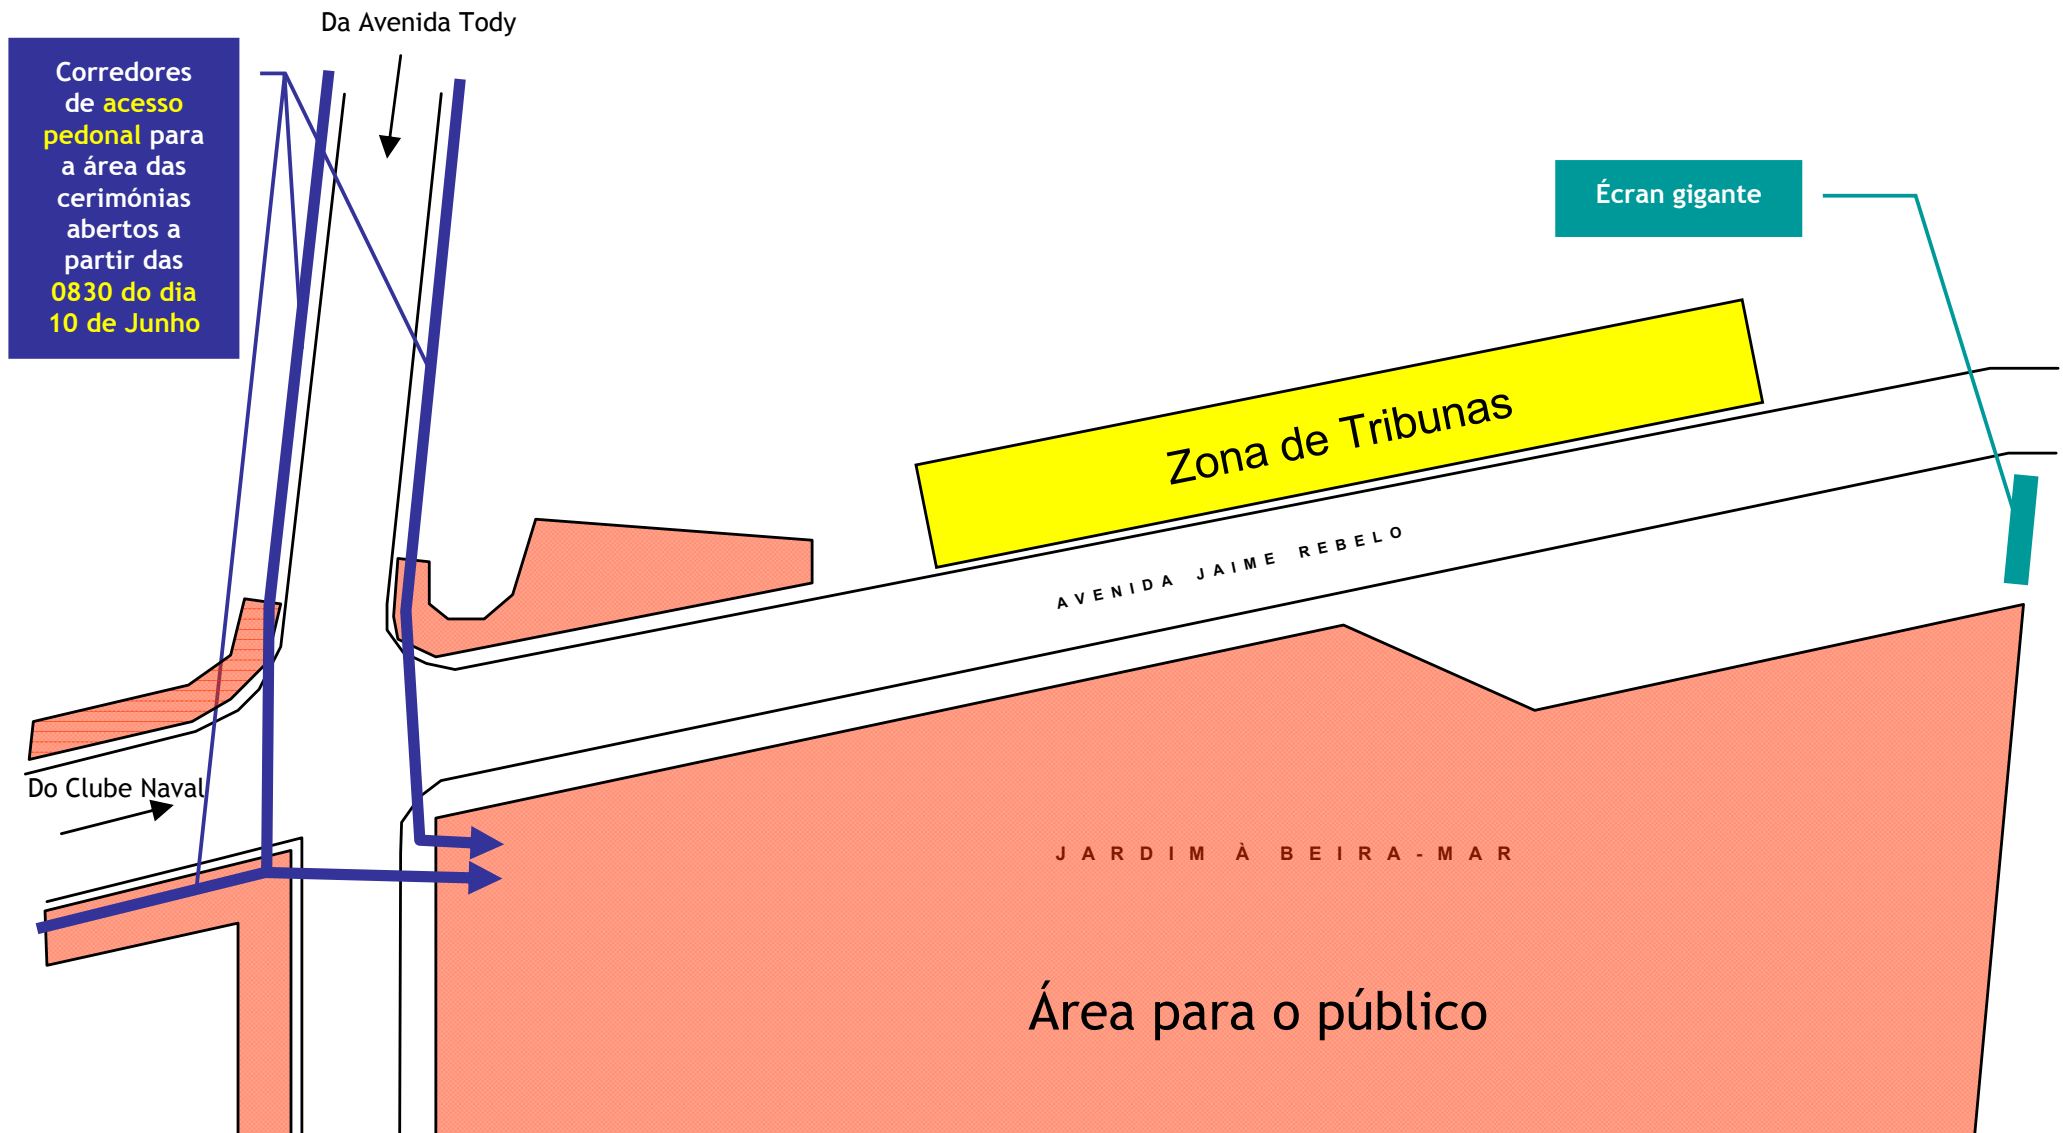 Da Avenida Tody
Corredores
de acesso
pedonal para
a área das
cerimónias
abertos a
partir das
0830 do dia
10 de Junho
Écran gigante
Zona de Tribunas
AVENIDA JAIME REBELO
Do Clube Naval
JARDIM À BEIRA-MAR
Área para o público